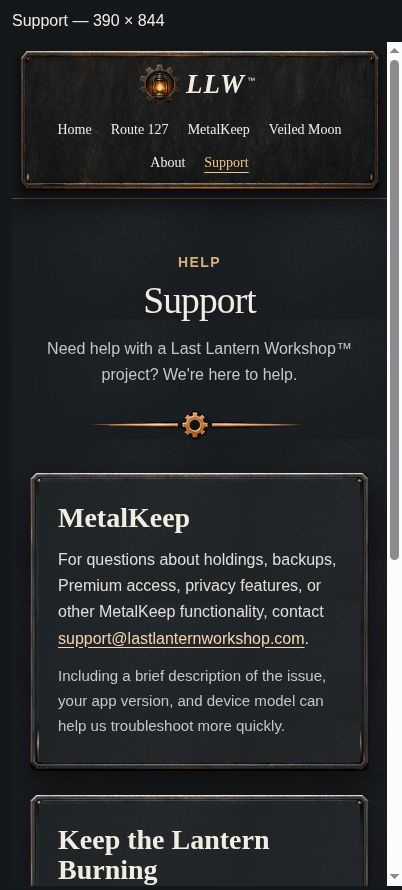 Support — 390 × 844
LLW™
Home Route 127 MetalKeep Veiled Moon
About Support
HELP
Support
Need help with a Last Lantern Workshop™
project? We're here to help.
MetalKeep
For questions about holdings, backups,
Premium access, privacy features, or
other MetalKeep functionality, contact
support@lastlanternworkshop.com.
Including a brief description of the issue,
your app version, and device model can
help us troubleshoot more quickly.
Keep the Lantern
Burning